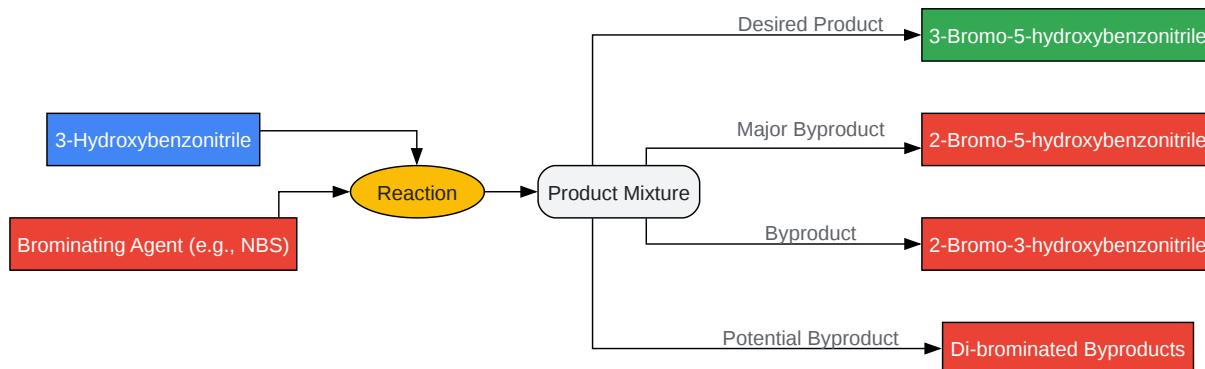 Desired Product
3-Bromo-5-hydroxybenzonitrile
3-Hydroxybenzonitrile
Major Byproduct
2-Bromo-5-hydroxybenzonitrile
Reaction
Product Mixture
Brominating Agent (e.g., NBS)
Byproduct
2-Bromo-3-hydroxybenzonitrile
Potential Byproduct
Di-brominated Byproducts